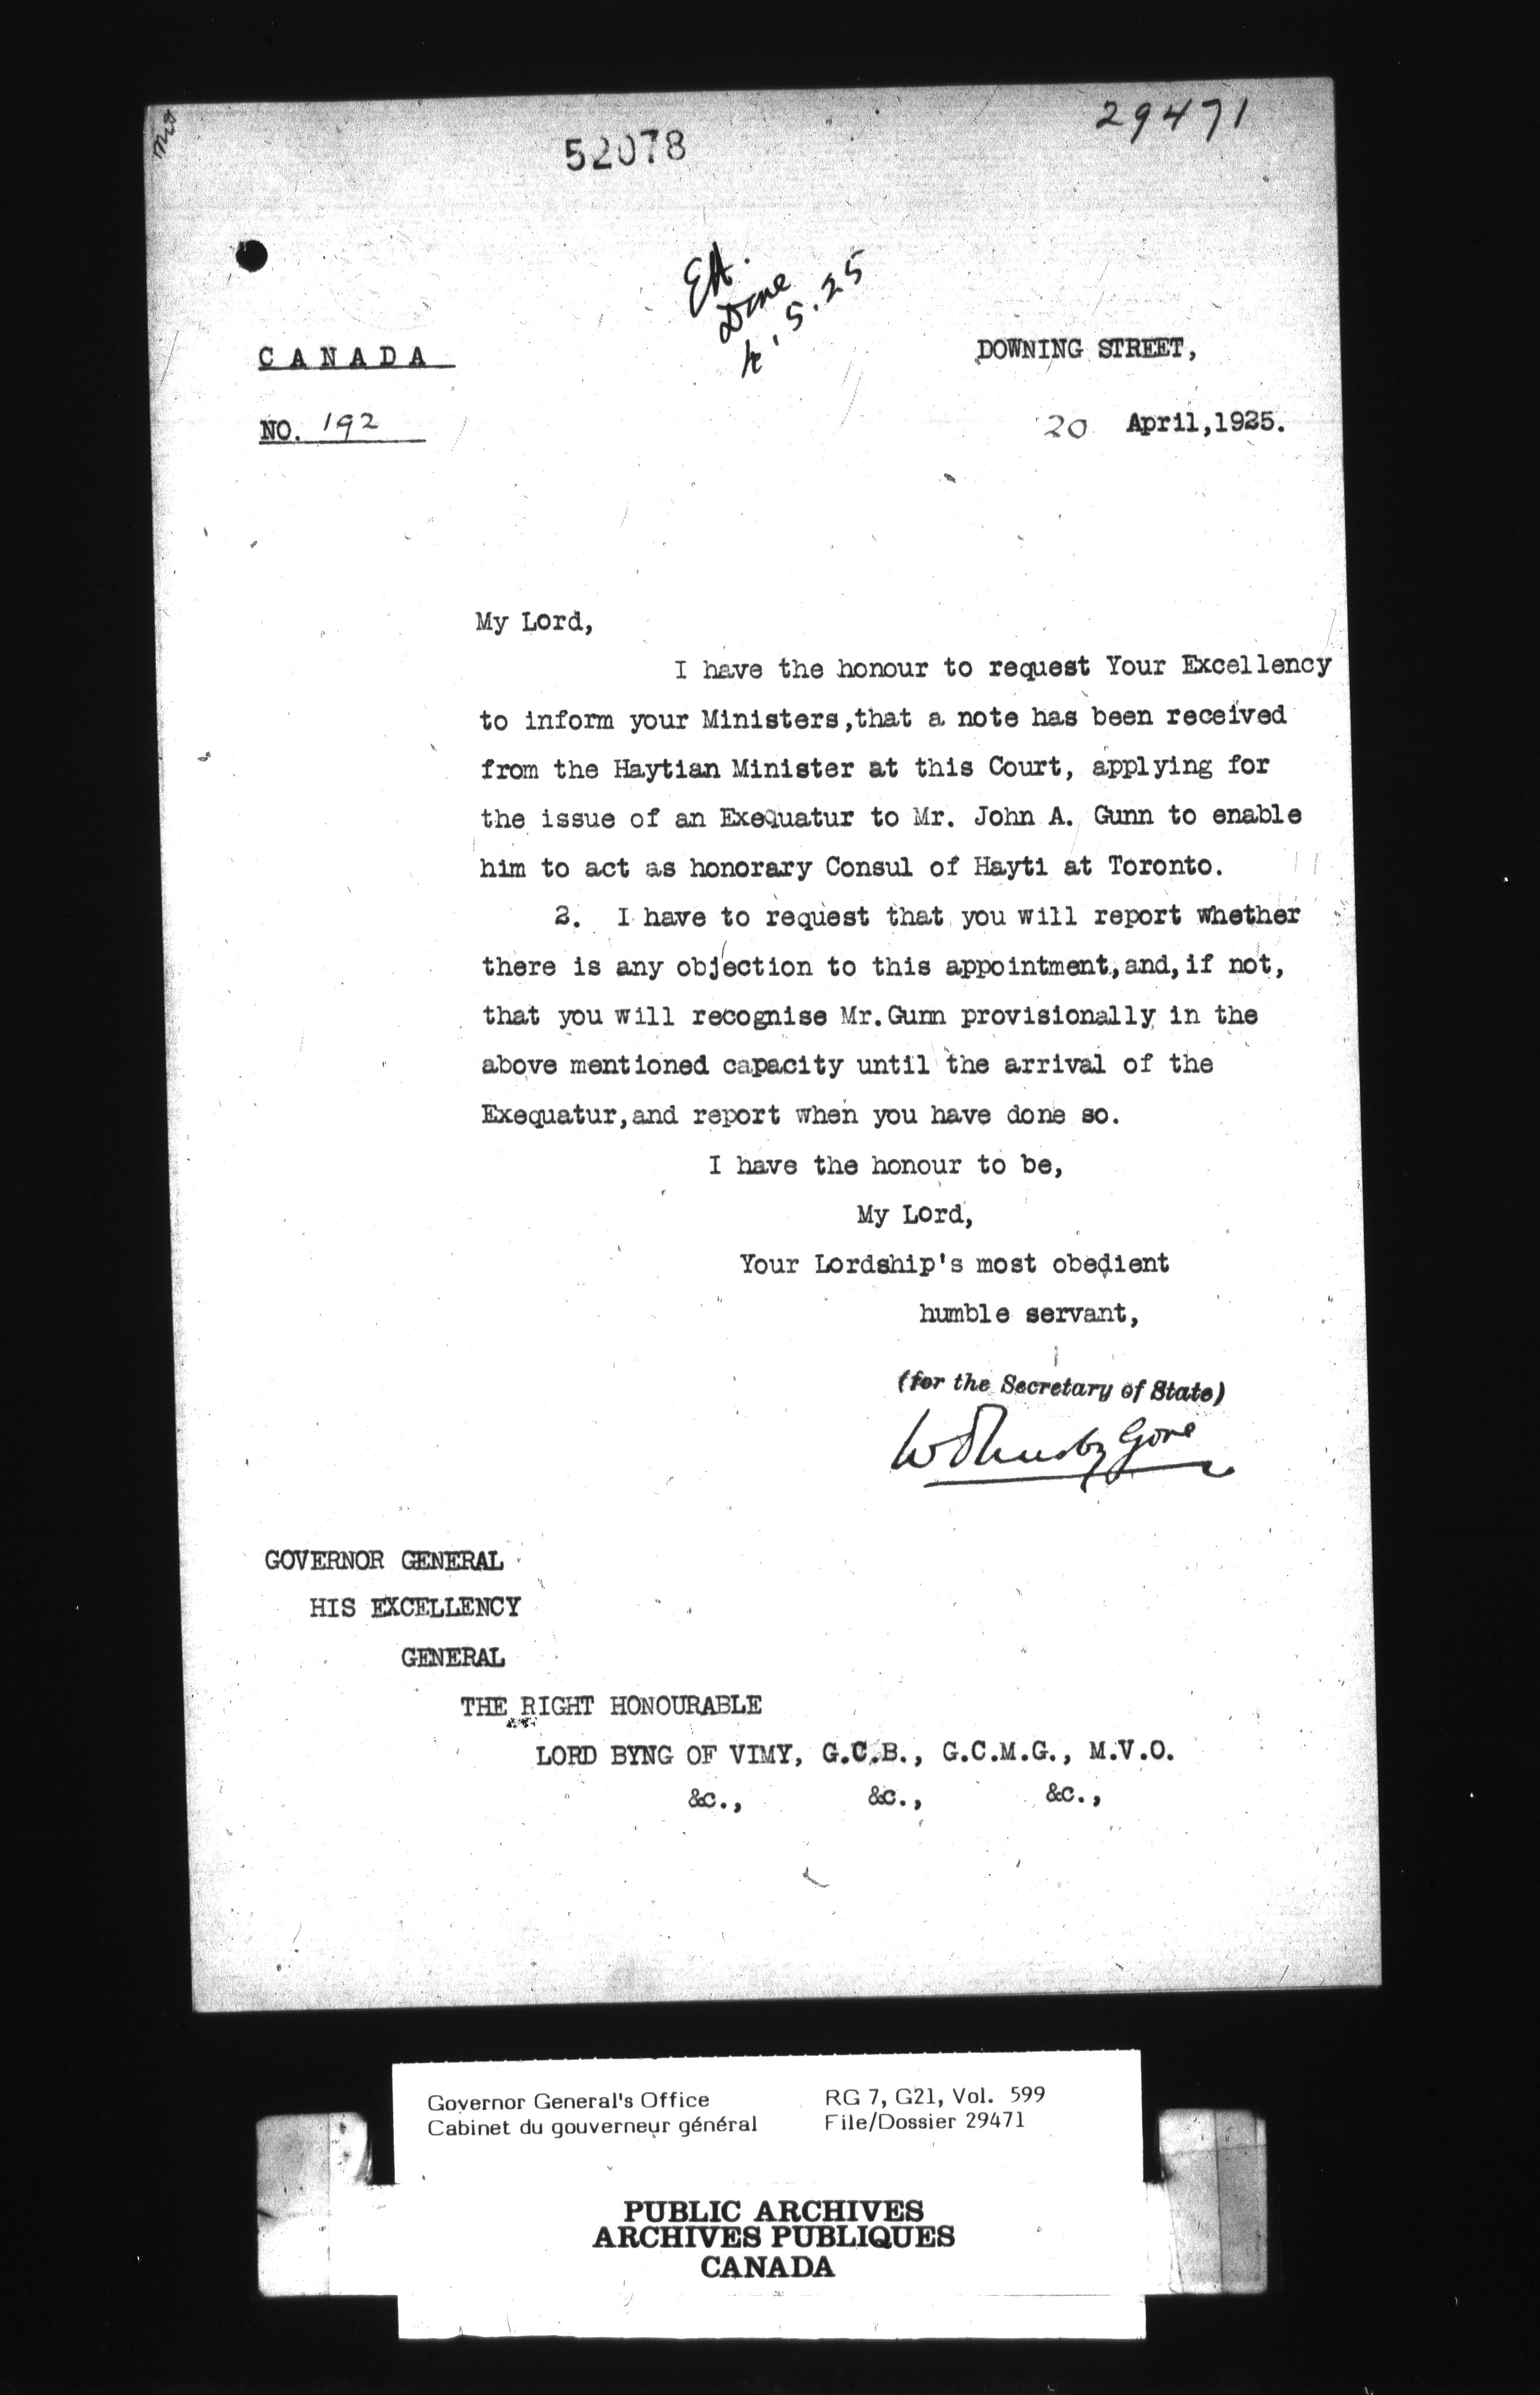 29471
52078
EA.
Done
4.5.25
CANADA
DOWNING STREET,
NO. 192
20 April,1925.
My Lord,
I have the honour to request Your Excellency
to inform your Ministers,that a note has been received
from the Haytian Minister at this Court, applying for
the issue of an Exequatur to Mr. John A. Gunn to enable
him to act as honorary Consul of Hayti at Toronto.
2. I have to request that you will report whether
there is any objection to this appointment,and,if not,
that you will recognise Mr.Gunn provisionally in the
above mentioned capacity until the arrival of the
Exequatur,and report when you have done so.
I have the honour to be,
My Lord,
Your Lordship's most obedient
humble servant,
(for the Secretary of State)
W Ormsby Gore
GOVERNOR GENERAL
HIS EXCELLENCY
GENERAL
THE RIGHT HONOURABLE
LORD BYNG OF VIMY, G.C.B., G.C.M.G., M.V.O.
&c., &c., &c.,
Governor General's Office RG 7, G21, Vol. 599
Cabinet du gouverneur général File/Dossier 29471
PUBLIC ARCHIVES
ARCHIVES PUBLIQUES
CANADA